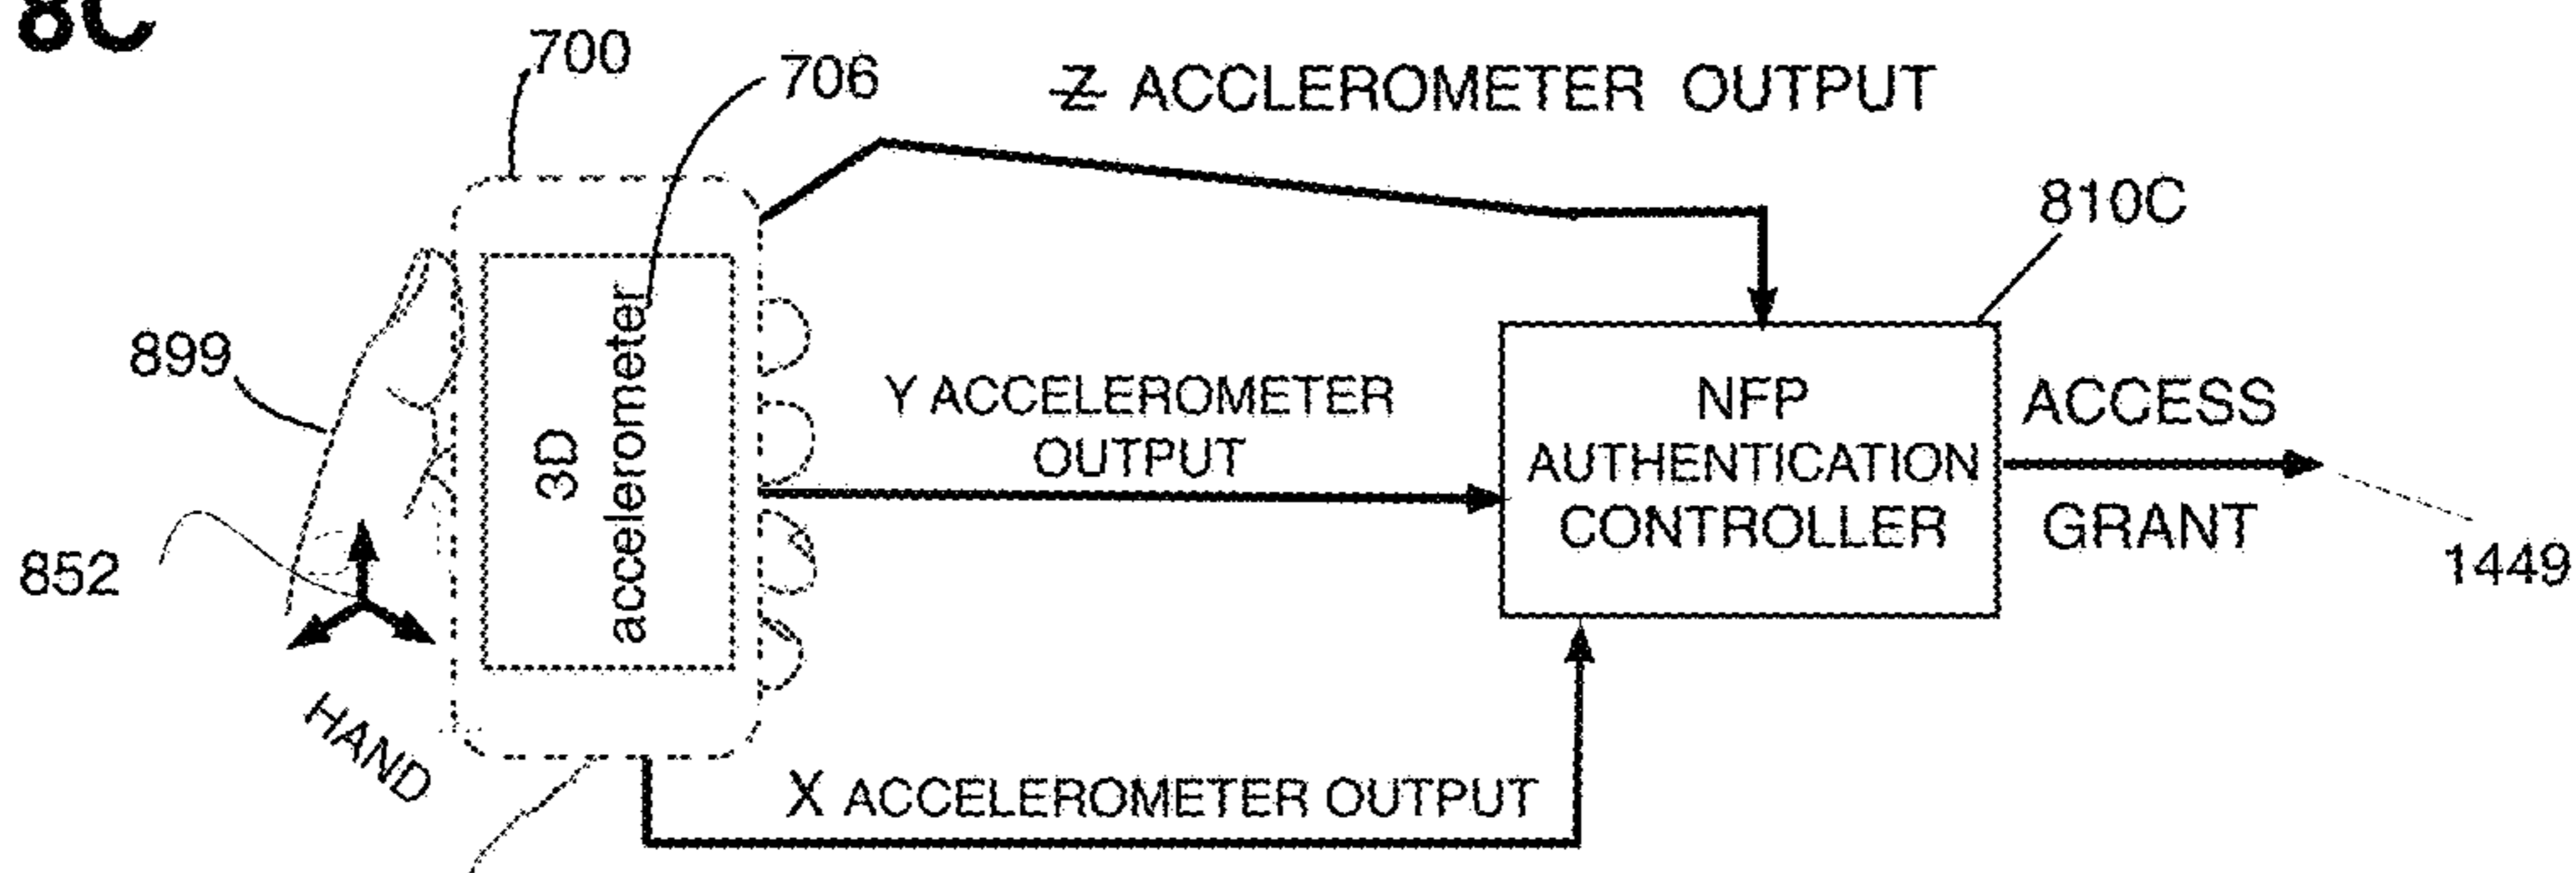 8C
700
706
Z ACCLEROMETER OUTPUT
810C
899
3D
accelerometer
Y ACCELEROMETER
OUTPUT
NFP
AUTHENTICATION
CONTROLLER
ACCESS
GRANT
852
1449
HAND
X ACCELEROMETER OUTPUT